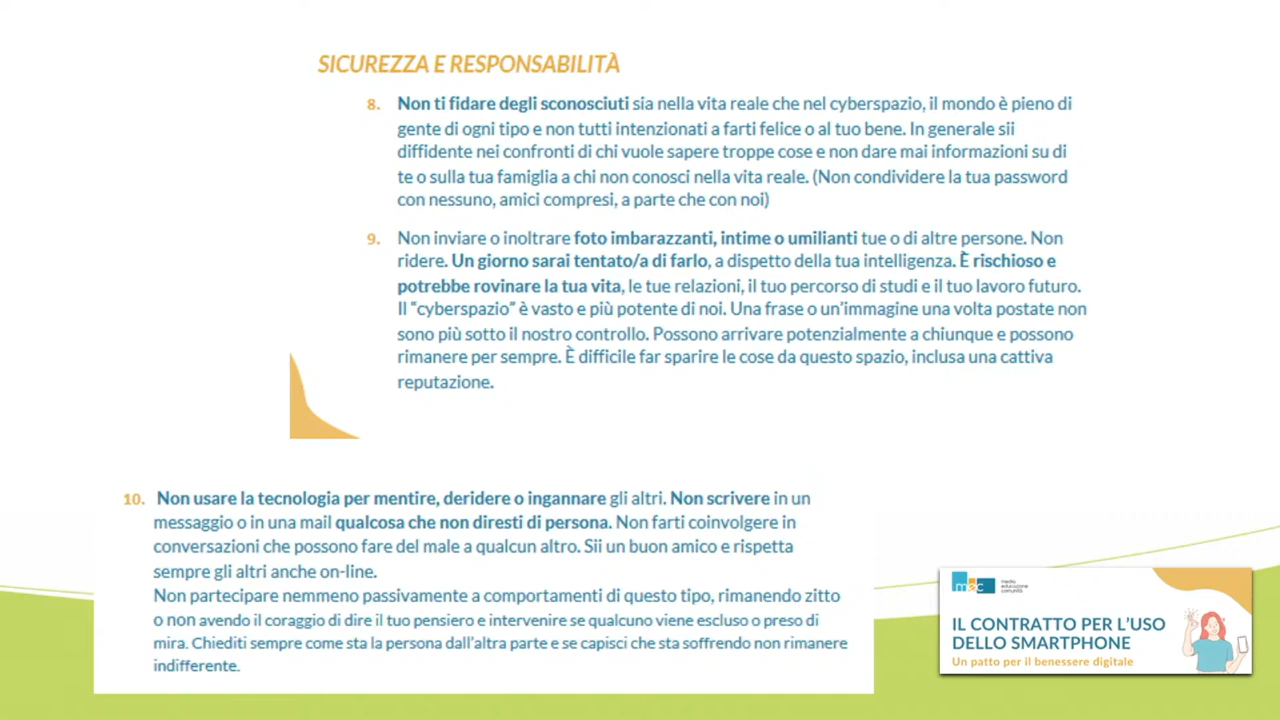 SICUREZZA E RESPONSABILITÀ
8. Non ti fidare degli sconosciuti sia nella vita reale che nel cyberspazio, il mondo è pieno di
gente di ogni tipo e non tutti intenzionati a farti felice o al tuo bene. In generale sii
diffidente nei confronti di chi vuole sapere troppe cose e non dare mai informazioni su di
te o sulla tua famiglia a chi non conosci nella vita reale. (Non condividere la tua password
con nessuno, amici compresi, a parte che con noi)
9. Non inviare o inoltrare foto imbarazzanti, intime o umilianti tue o di altre persone. Non
ridere. Un giorno sarai tentato/a di farlo, a dispetto della tua intelligenza. È rischioso e
potrebbe rovinare la tua vita, le tue relazioni, il tuo percorso di studi e il tuo lavoro futuro.
Il “cyberspazio” è vasto e più potente di noi. Una frase o un’immagine una volta postate non
sono più sotto il nostro controllo. Possono arrivare potenzialmente a chiunque e possono
rimanere per sempre. È difficile far sparire le cose da questo spazio, inclusa una cattiva
reputazione.
10. Non usare la tecnologia per mentire, deridere o ingannare gli altri. Non scrivere in un
messaggio o in una mail qualcosa che non diresti di persona. Non farti coinvolgere in
conversazioni che possono fare del male a qualcun altro. Sii un buon amico e rispetta
sempre gli altri anche on-line.
Non partecipare nemmeno passivamente a comportamenti di questo tipo, rimanendo zitto
o non avendo il coraggio di dire il tuo pensiero e intervenire se qualcuno viene escluso o preso di
mira. Chiediti sempre come sta la persona dall’altra parte e se capisci che sta soffrendo non rimanere
indifferente.
mec
media
educazione
comunità
IL CONTRATTO PER L’USO
DELLO SMARTPHONE
Un patto per il benessere digitale